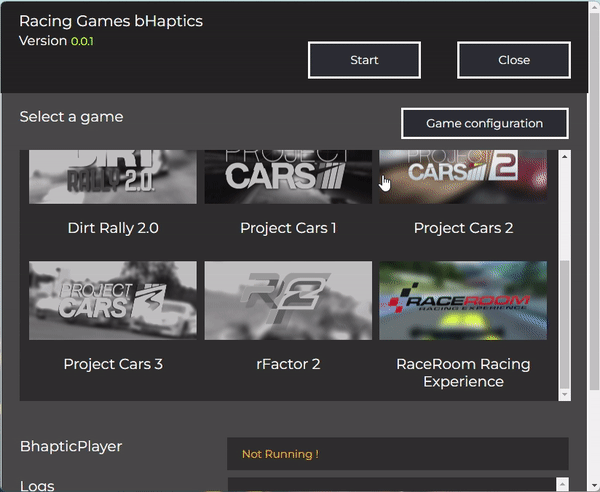 Racing Games bHaptics
Version 0.0.1
Start
Close
Select a game
Game configuration
DIRT
RALLY 2.0.
PROJECT
CARS
PROJECT
CARS 2
Dirt Rally 2.0
Project Cars 1
Project Cars 2
PROJECT
CARS 3
RF2
RACEROOM
RACING EXPERIENCE
Project Cars 3
rFactor 2
RaceRoom Racing
Experience
BhapticPlayer
Not Running !
Logs